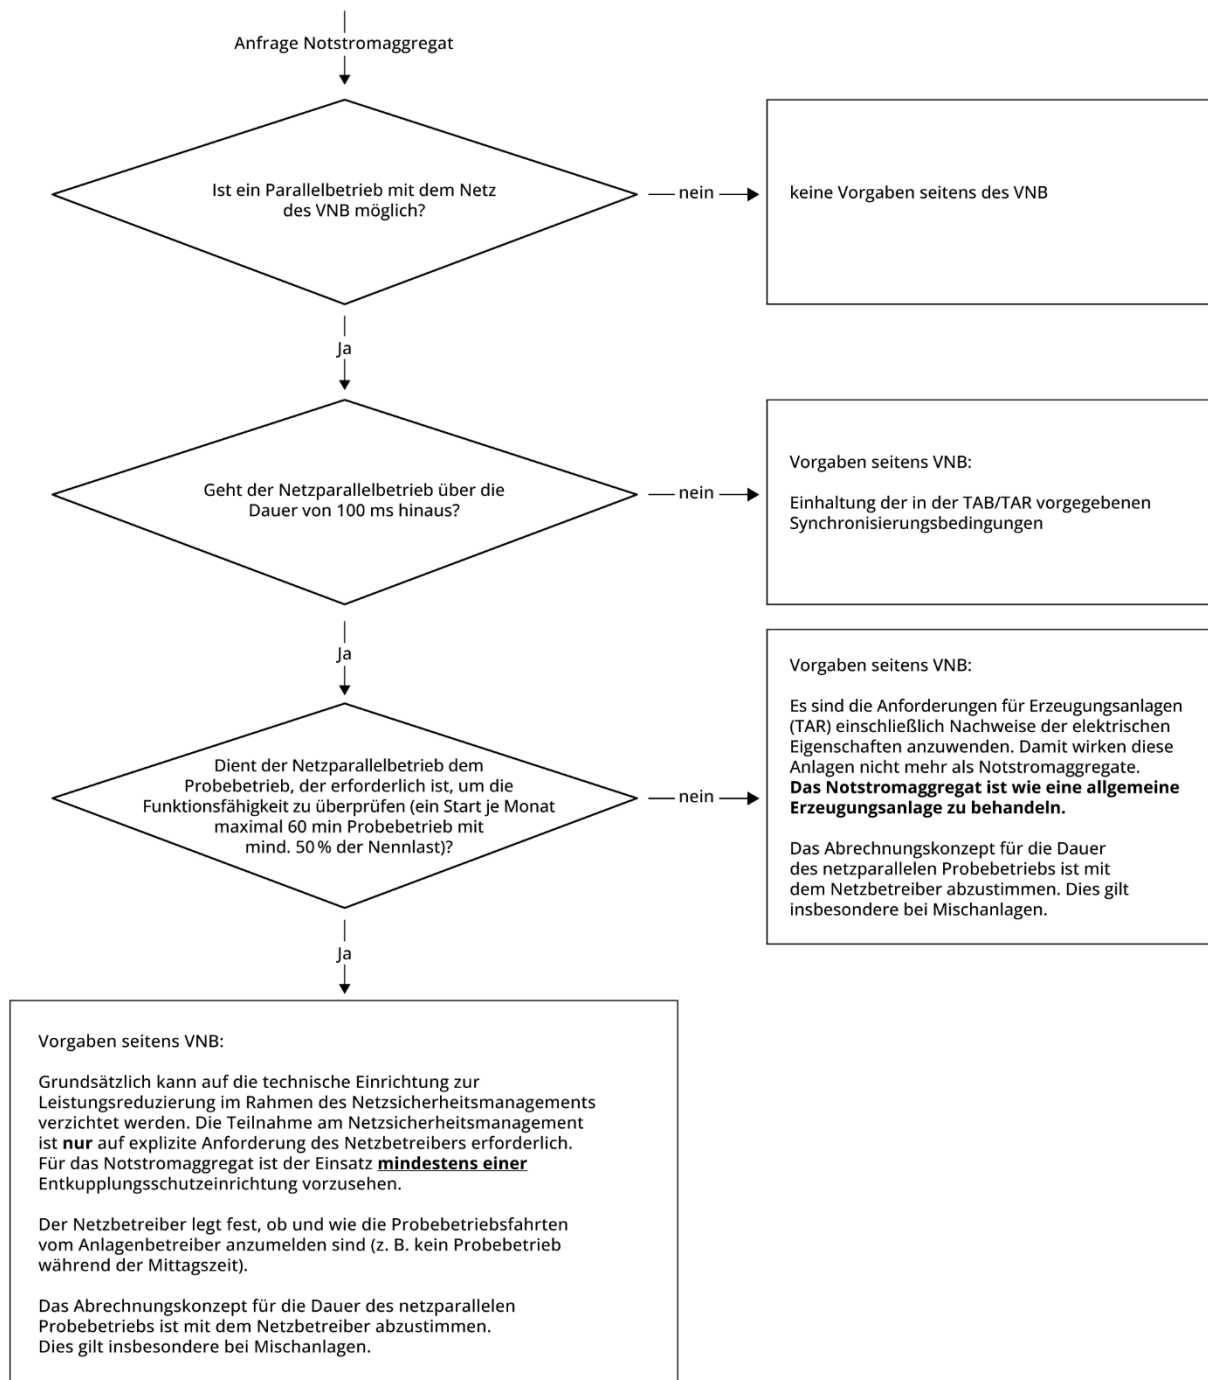 Anfrage Notstromaggregat
Ist ein Parallelbetrieb mit dem Netz
des VNB möglich?
nein
keine Vorgaben seitens des VNB
Ja
Geht der Netzparallelbetrieb über die
Dauer von 100 ms hinaus?
nein
Vorgaben seitens VNB:
Einhaltung der in der TAB/TAR vorgegebenen
Synchronisierungsbedingungen
Ja
Dient der Netzparallelbetrieb dem
Probebetrieb, der erforderlich ist, um die
Funktionsfähigkeit zu überprüfen (ein Start je Monat
maximal 60 min Probebetrieb mit
mind. 50 % der Nennlast)?
nein
Vorgaben seitens VNB:
Es sind die Anforderungen für Erzeugungsanlagen
(TAR) einschließlich Nachweise der elektrischen
Eigenschaften anzuwenden. Damit wirken diese
Anlagen nicht mehr als Notstromaggregate.
Das Notstromaggregat ist wie eine allgemeine
Erzeugungsanlage zu behandeln.
Das Abrechnungskonzept für die Dauer
des netzparallelen Probebetriebs ist mit
dem Netzbetreiber abzustimmen. Dies gilt
insbesondere bei Mischanlagen.
Ja
Vorgaben seitens VNB:
Grundsätzlich kann auf die technische Einrichtung zur
Leistungsreduzierung im Rahmen des Netzsicherheitsmanagements
verzichtet werden. Die Teilnahme am Netzsicherheitsmanagement
ist nur auf explizite Anforderung des Netzbetreibers erforderlich.
Für das Notstromaggregat ist der Einsatz mindestens einer
Entkupplungsschutzeinrichtung vorzusehen.
Der Netzbetreiber legt fest, ob und wie die Probebetriebsfahrten
vom Anlagenbetreiber anzumelden sind (z. B. kein Probebetrieb
während der Mittagszeit).
Das Abrechnungskonzept für die Dauer des netzparallelen
Probebetriebs ist mit dem Netzbetreiber abzustimmen.
Dies gilt insbesondere bei Mischanlagen.